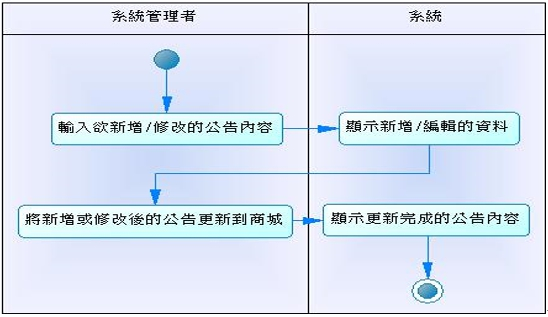 系統管理者
系統
輸入欲新增/修改的公告內容
顯示新增/編輯的資料
將新增或修改後的公告更新到商城
顯示更新完成的公告內容